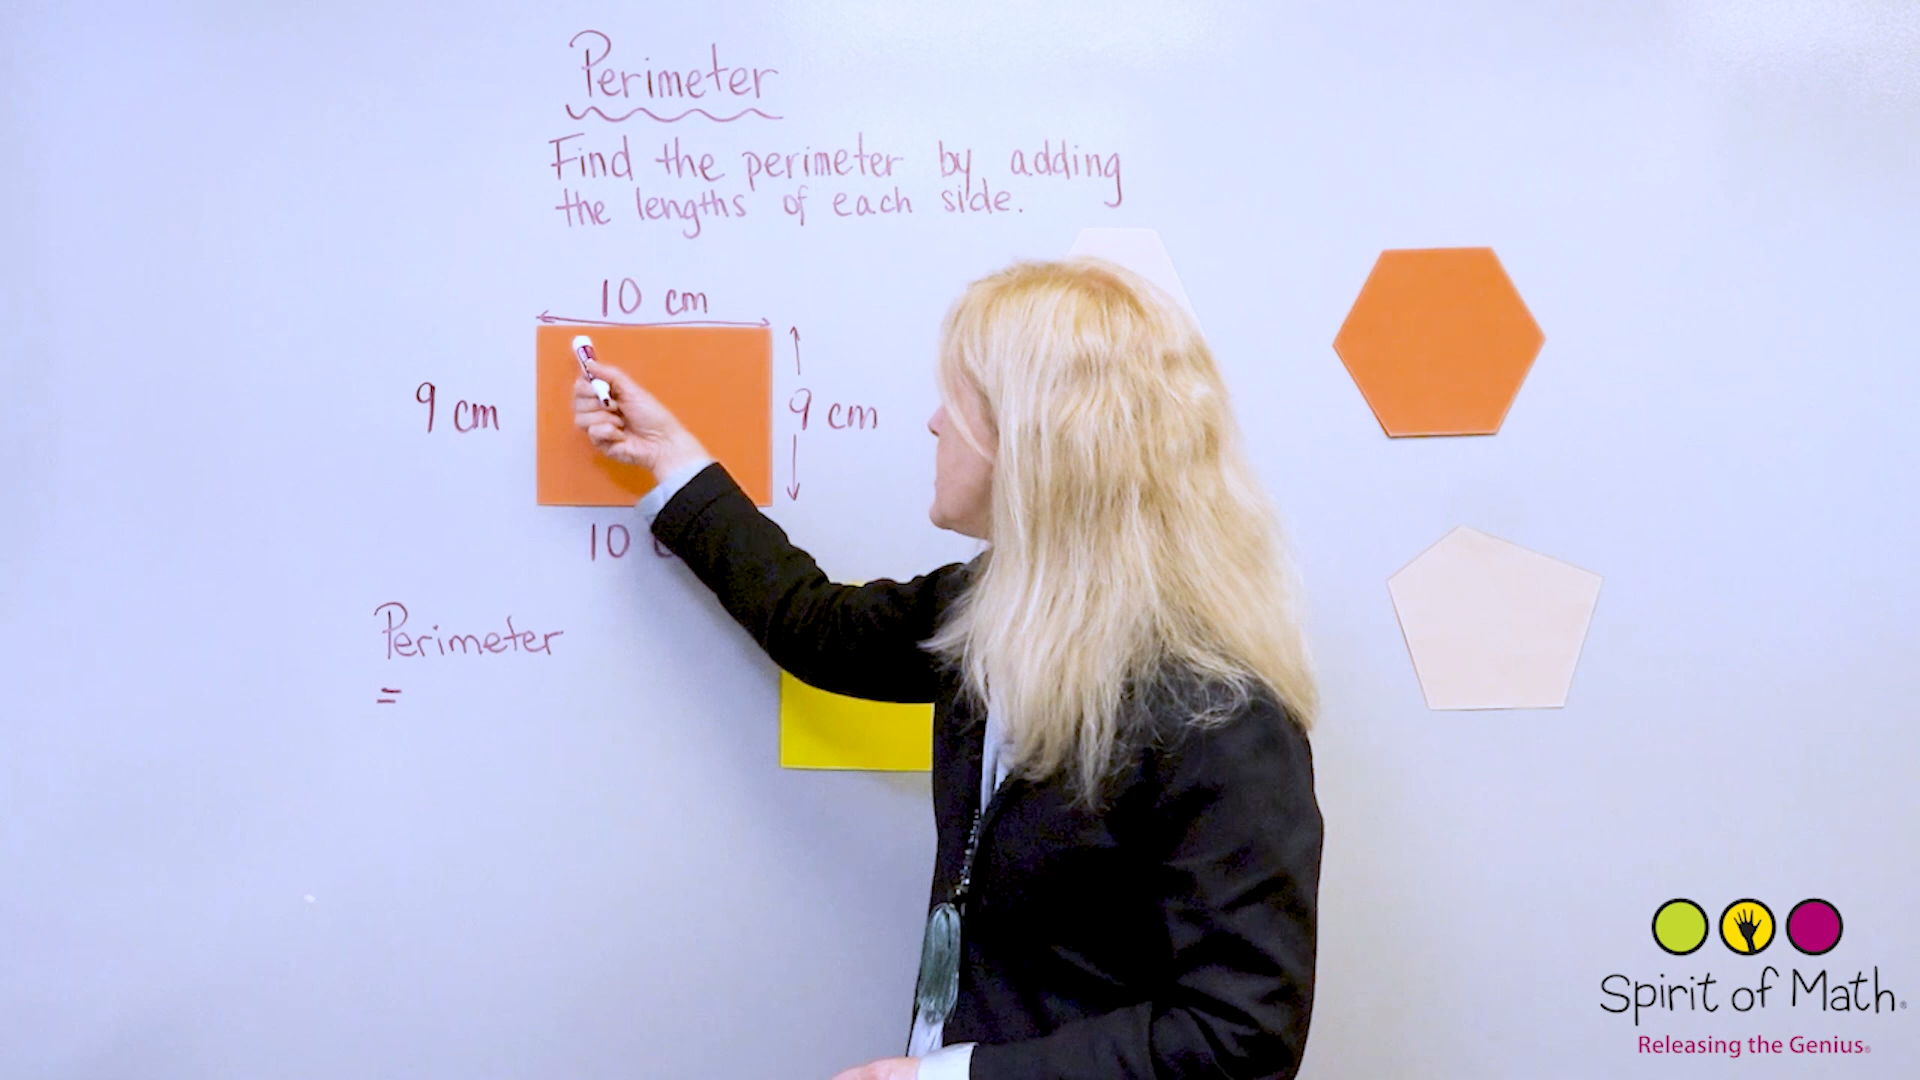 Perimeter
Find the perimeter by adding
the lengths of each side.
10 cm
9 cm
9 cm
10
Perimeter
=
Spirit of Math®
Releasing the Genius®